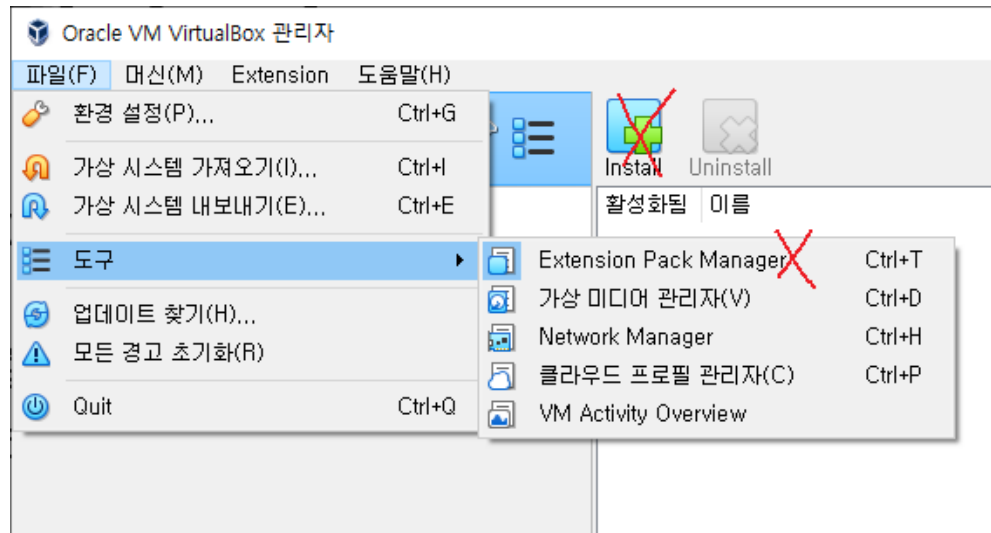 Oracle VM VirtualBox 관리자
파일(F) 머신(M) Extension 도움말(H)
환경 설정(P)... Ctrl+G
가상 시스템 가져오기(I)... Ctrl+I
가상 시스템 내보내기(E)... Ctrl+E
도구
업데이트 찾기(H)...
모든 경고 초기화(R)
Quit Ctrl+Q
Install Uninstall
활성화됨 이름
Extension Pack Manager Ctrl+T
가상 미디어 관리자(V) Ctrl+D
Network Manager Ctrl+H
클라우드 프로필 관리자(C) Ctrl+P
VM Activity Overview